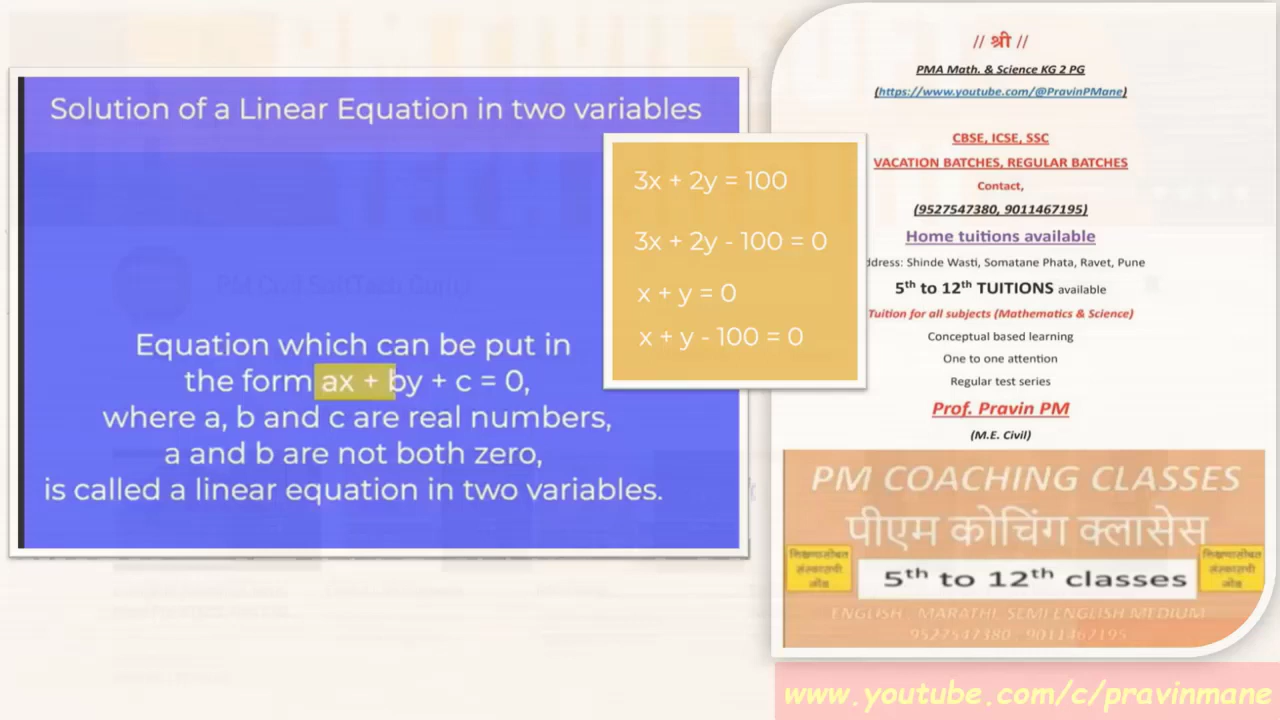 Solution of a Linear Equation in two variables
3x + 2y = 100
3x + 2y - 100 = 0
x + y = 0
x + y - 100 = 0
Equation which can be put in
the form ax + by + c = 0,
where a, b and c are real numbers,
a and b are not both zero,
is called a linear equation in two variables.
// श्री //
PMA Math. & Science KG 2 PG
(https://www.youtube.com/@PravinPMane)
CBSE, ICSE, SSC
VACATION BATCHES, REGULAR BATCHES
Contact,
(9527547380, 9011467195)
Home tuitions available
ddress: Shinde Wasti, Somatane Phata, Ravet, Pune
5th to 12th TUITIONS available
Tuition for all subjects (Mathematics & Science)
Conceptual based learning
One to one attention
Regular test series
Prof. Pravin PM
(M.E. Civil)
PM COACHING CLASSES
पीएम कोचिंग क्लासेस
शिक्षणासोबत
संस्काराची
जोड
5th to 12th classes
शिक्षणासोबत
संस्काराची
जोड
ENGLISH, MARATHI, SEMI ENGLISH MEDIUM
9527547380, 9011467195
www.youtube.com/c/pravinmane